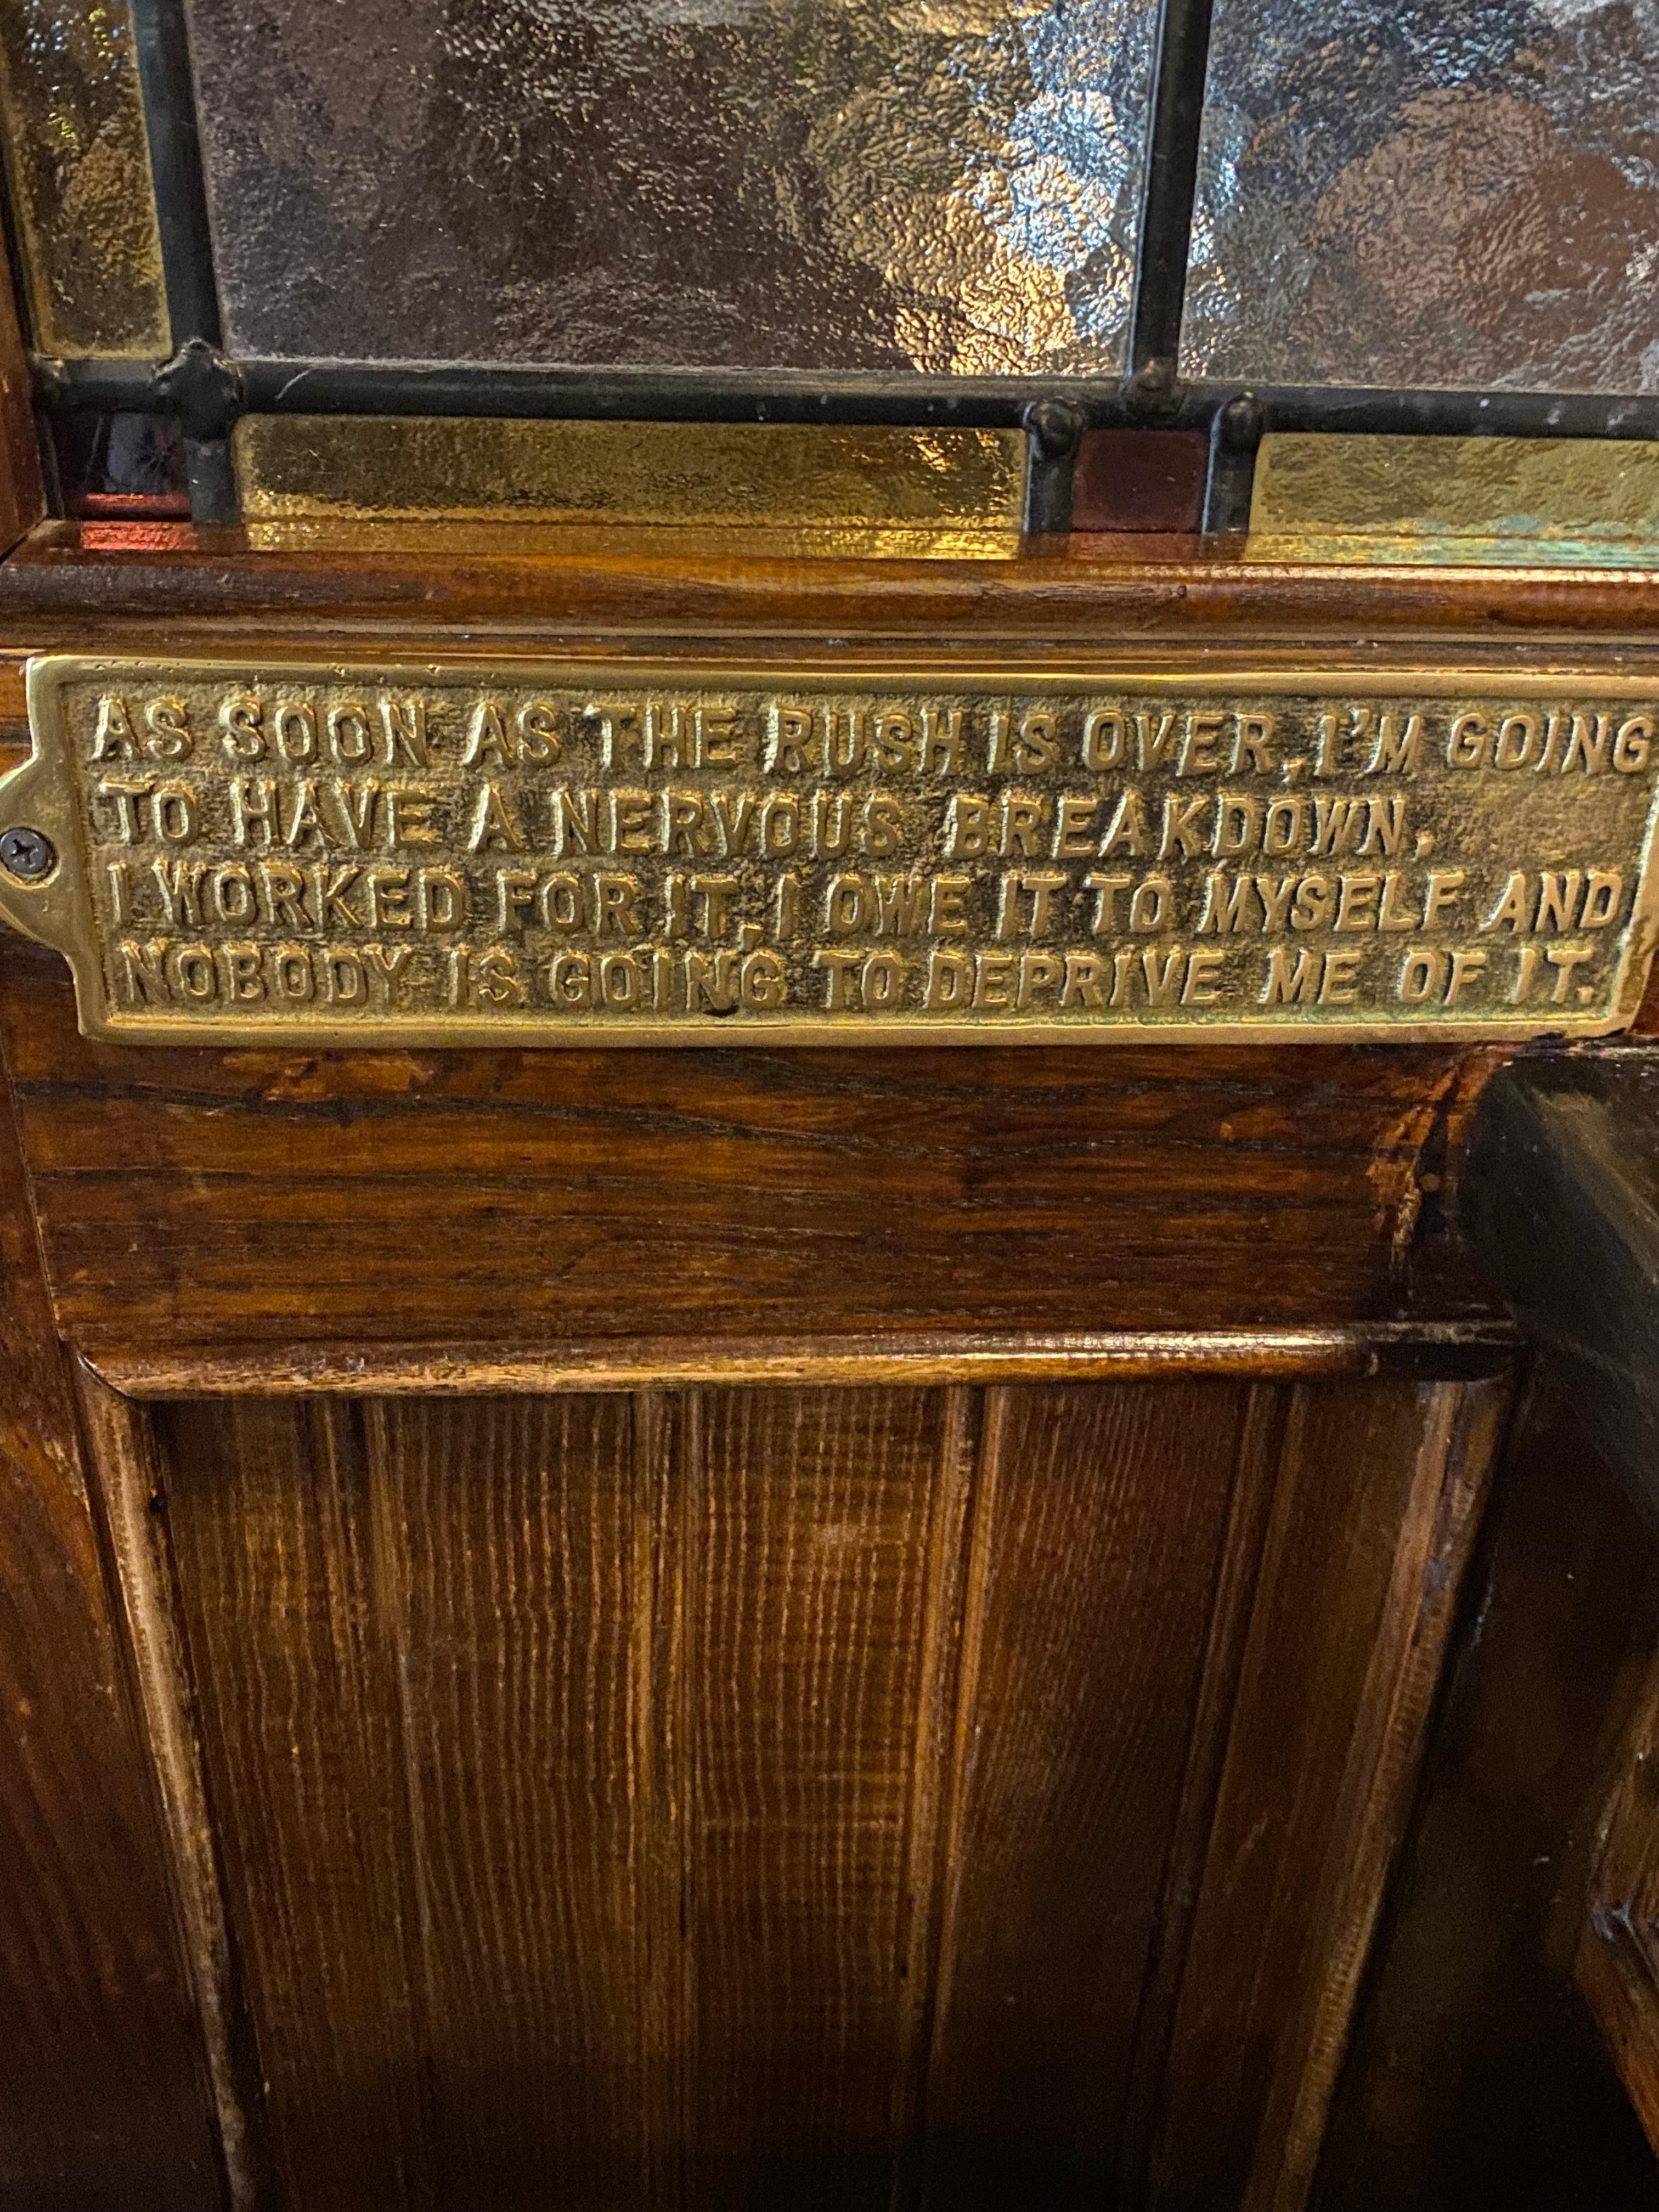 AS SOON AS THE RUSH IS OVER, I'M GOING
TO HAVE A NERVOUS BREAKDOWN.
I WORKED FOR IT, I OWE IT TO MYSELF AND
NOBODY IS GOING TO DEPRIVE ME OF IT.